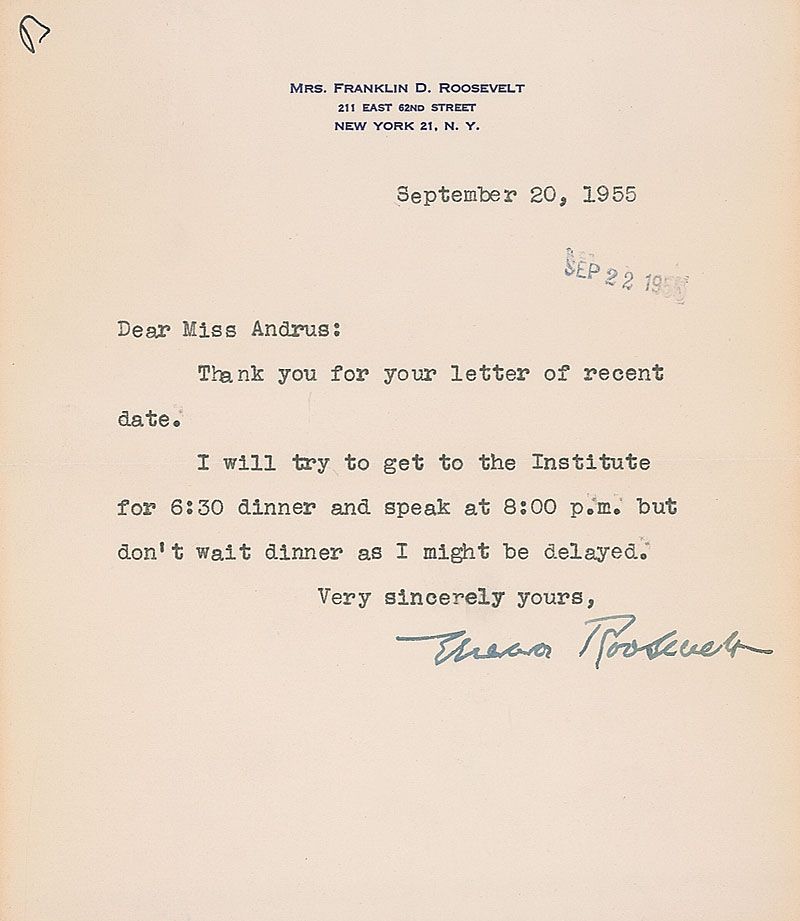 MRS. FRANKLIN D. ROOSEVELT
211 EAST 62ND STREET
NEW YORK 21, N. Y.
September 20, 1955
SEP 22 1955
Dear Miss Andrus:
Thank you for your letter of recent
date.
I will try to get to the Institute
for 6:30 dinner and speak at 8:00 p.m. but
don't wait dinner as I might be delayed.
Very sincerely yours,
Eleanor Roosevelt